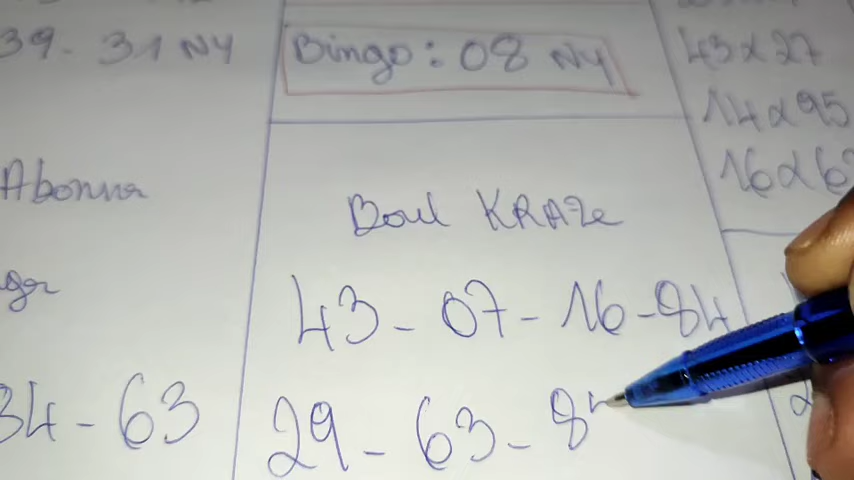 39-31 NY
Bingo: 08 NY
43x27
14x95
16x6
Boul KRAZe
43-07-16-84
34-63
29-63-8